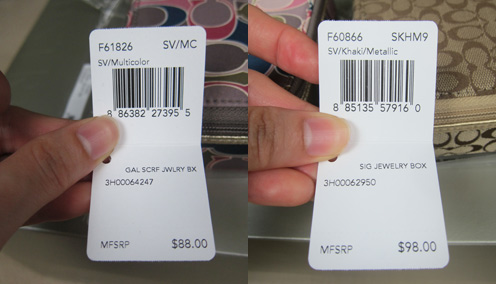 F61826 SV/MC
SV/Multicolor
8 86382 27395 5
GAL SCRF JWLRY BX
3H00064247
MFSRP $88.00
F60866 SKHM9
SV/Khaki/Metallic
8 85135 57916 0
SIG JEWELRY BOX
3H00062950
MFSRP $98.00